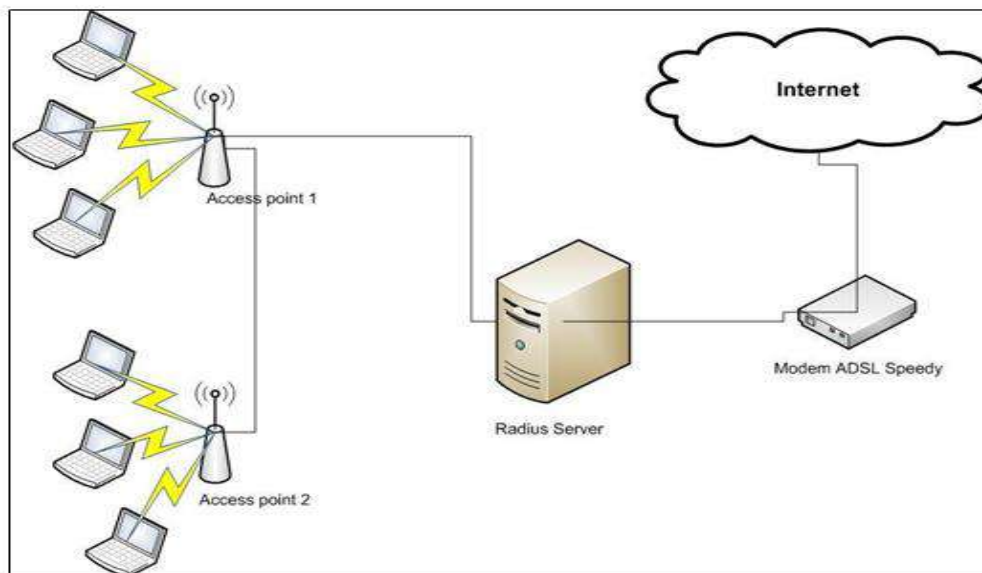 Internet
Access point 1
Modem ADSL Speedy
Radius Server
Access point 2